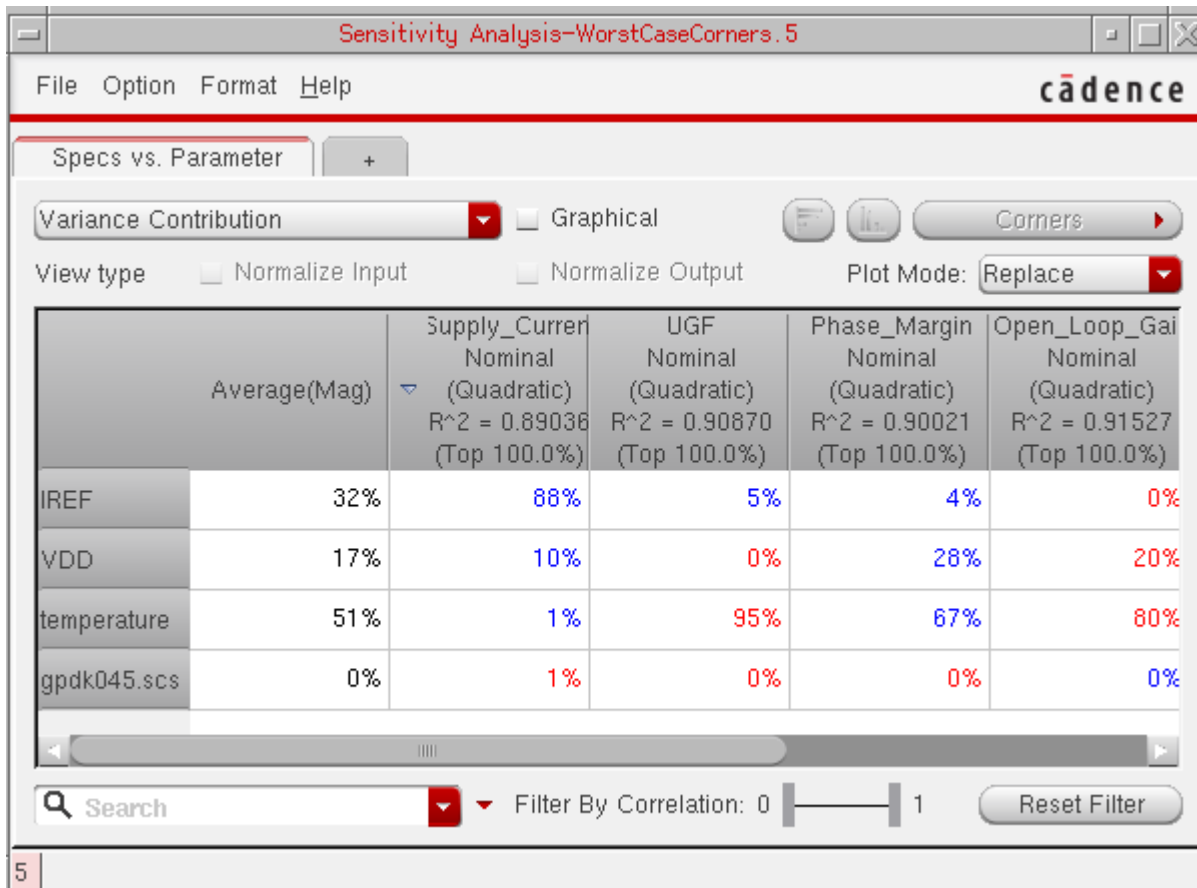 Sensitivity Analysis-WorstCaseCorners.5
File Option Format Help
cādence
Specs vs. Parameter +
Variance Contribution Graphical Corners
View type Normalize Input Normalize Output Plot Mode: Replace
Supply_Curren UGF Phase_Margin Open_Loop_Gai
Nominal Nominal Nominal Nominal
Average(Mag) (Quadratic) (Quadratic) (Quadratic) (Quadratic)
R^2 = 0.89036 R^2 = 0.90870 R^2 = 0.90021 R^2 = 0.91527
(Top 100.0%) (Top 100.0%) (Top 100.0%) (Top 100.0%)
IREF 32% 88% 5% 4% 0%
VDD 17% 10% 0% 28% 20%
temperature 51% 1% 95% 67% 80%
gpdk045.scs 0% 1% 0% 0% 0%
Search Filter By Correlation: 0 1 Reset Filter
5